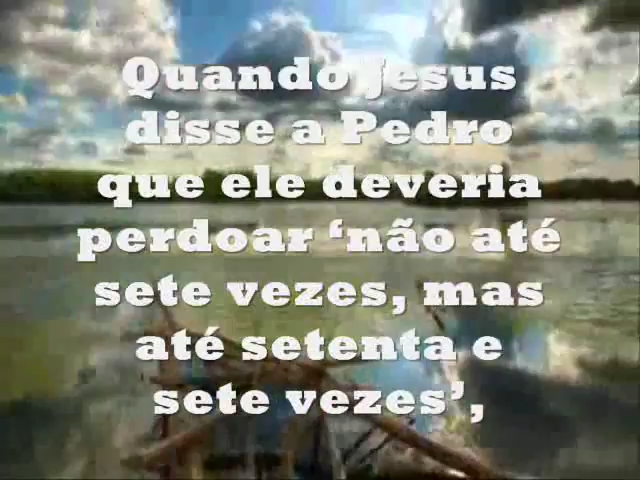 Quando Jesus
disse a Pedro
que ele deveria
perdoar ‘não até
sete vezes, mas
até setenta e
sete vezes’,